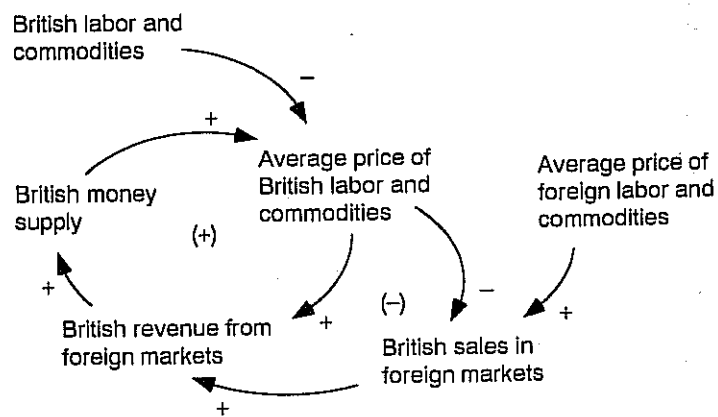 British labor and
commodities
−
+
Average price of
British labor and
commodities
Average price of
foreign labor and
commodities
British money
supply
(+)
+
(−)
−
+
+
British revenue from
foreign markets
British sales in
foreign markets
+